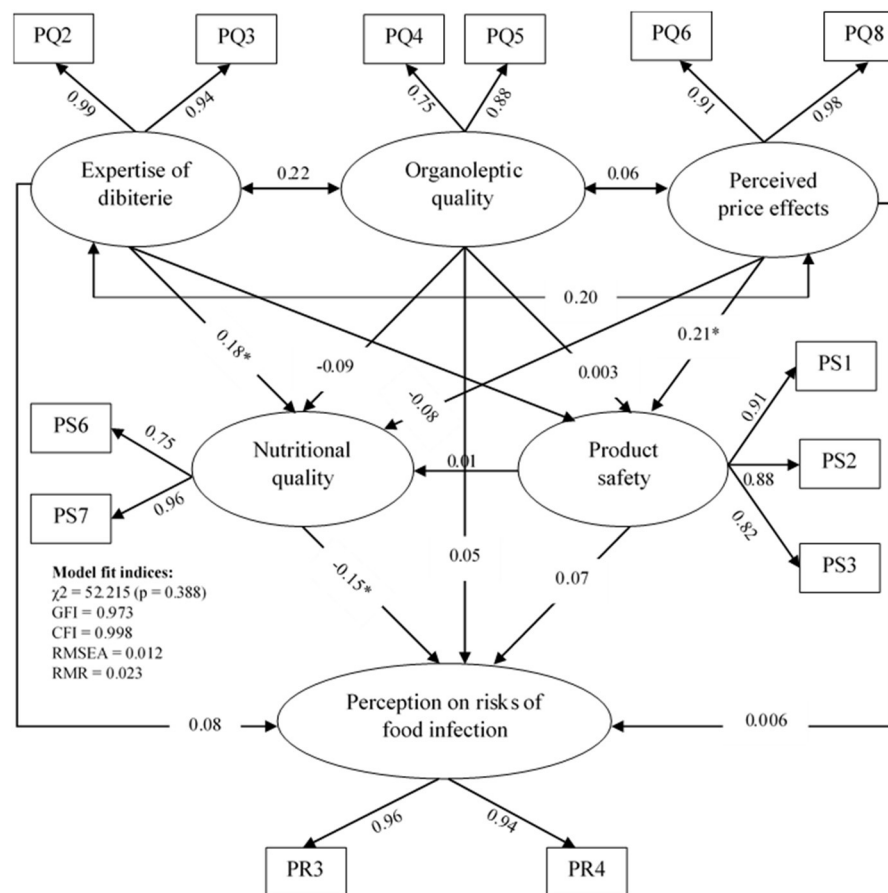 PQ2
PQ3
PQ4
PQ5
PQ6
PQ8
0.99
0.94
0.75
0.88
0.91
0.98
Expertise of
dibiterie
0.22
Organoleptic
quality
0.06
Perceived
price effects
0.20
0.18*
-0.09
-0.08
0.003
0.21*
PS1
PS6
0.75
Nutritional
quality
0.01
Product
safety
0.91
PS2
0.88
PS7
0.96
0.82
PS3
Model fit indices:
χ2 = 52.215 (p = 0.388)
GFI = 0.973
CFI = 0.998
RMSEA = 0.012
RMR = 0.023
-0.15*
0.05
0.07
Perception on risks of
food infection
0.08
0.006
0.96
0.94
PR3
PR4